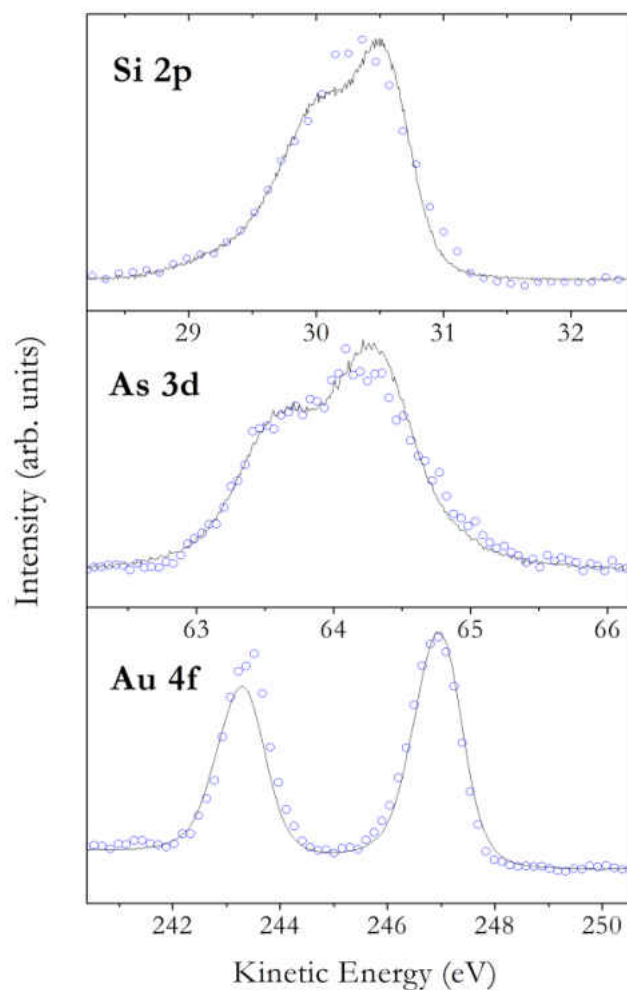 Si 2p
29 30 31 32
As 3d
63 64 65 66
Au 4f
242 244 246 248 250
Kinetic Energy (eV)
Intensity (arb. units)